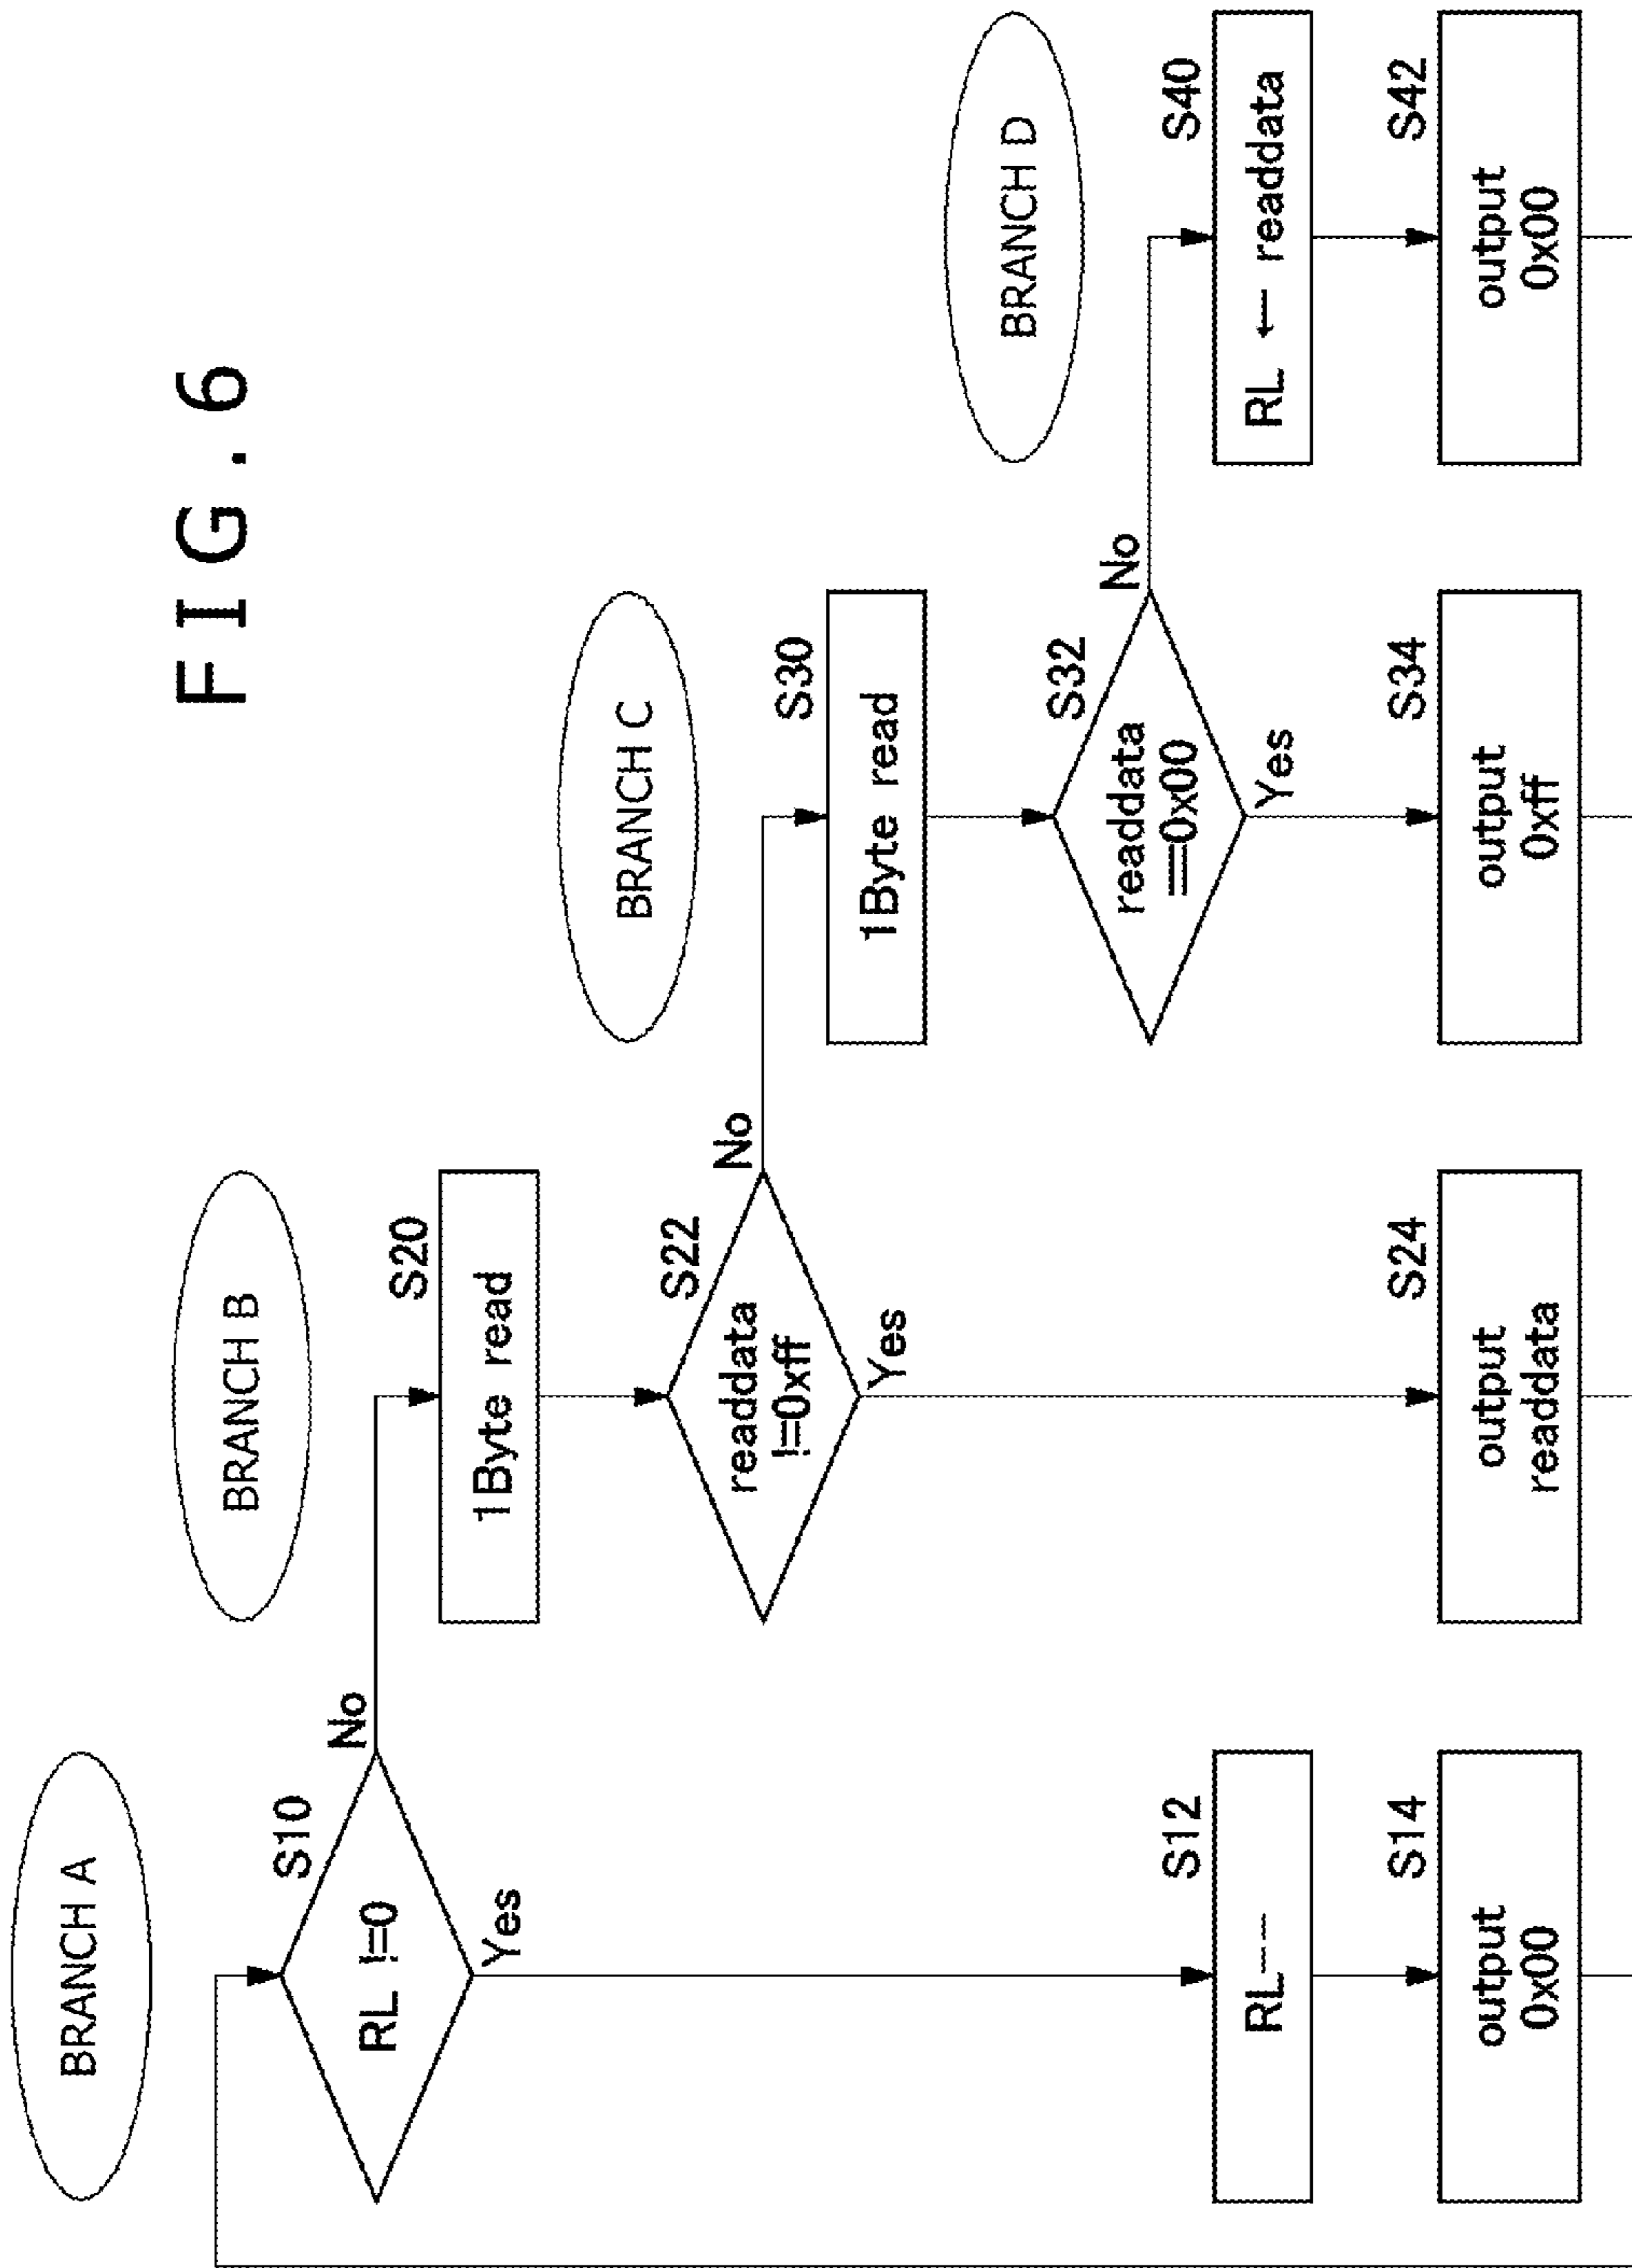 FIG. 6
BRANCH A
S10
RL !=0
No
Yes
S12
RL--
S14
output
0x00
BRANCH B
S20
1Byte read
S22
readdata
!=0xff
No
Yes
S24
output
readdata
BRANCH C
S30
1Byte read
S32
readdata
==0x00
No
Yes
S34
output
0xff
BRANCH D
S40
RL ← readdata
S42
output
0x00